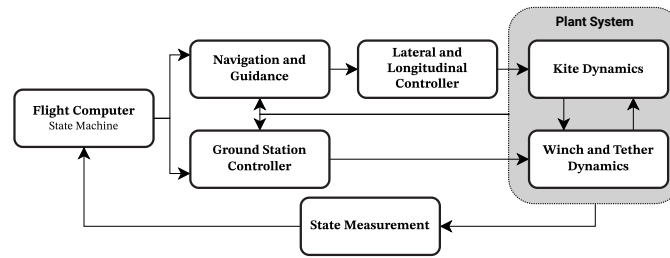 Plant System
Navigation and
Guidance
Lateral and
Longitudinal
Controller
Kite Dynamics
Flight Computer
State Machine
Ground Station
Controller
Winch and Tether
Dynamics
State Measurement